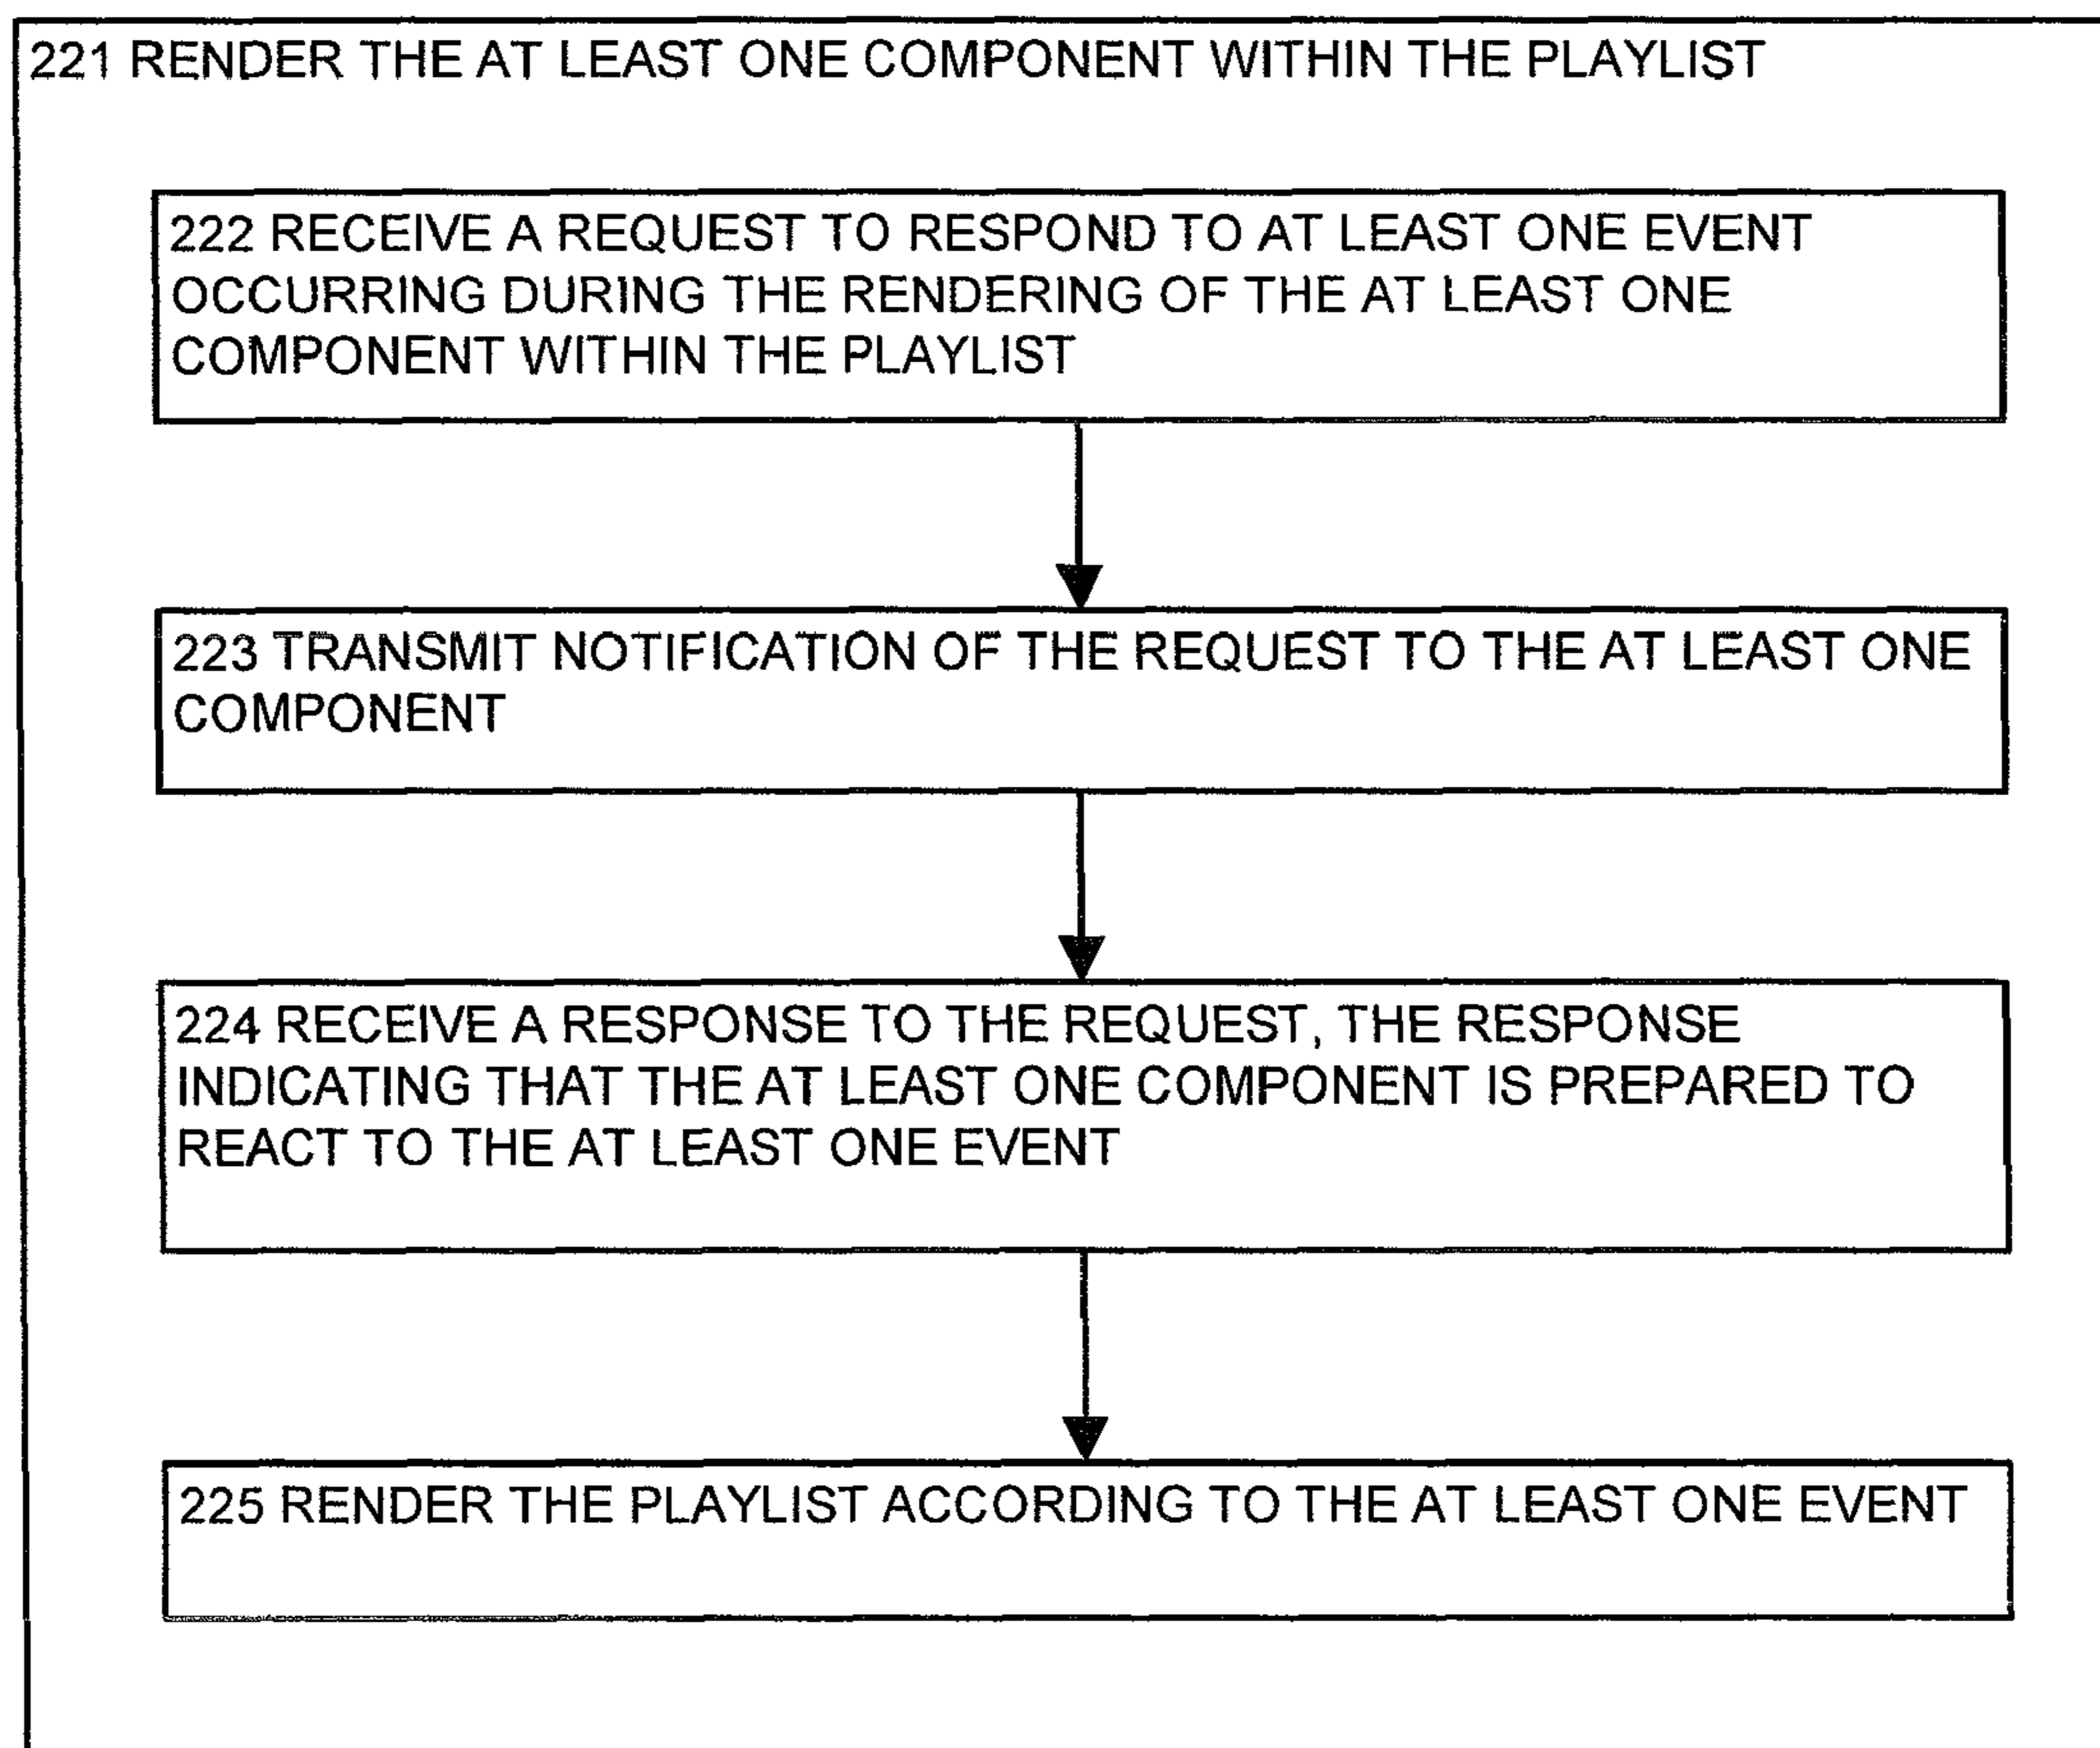 221 RENDER THE AT LEAST ONE COMPONENT WITHIN THE PLAYLIST
222 RECEIVE A REQUEST TO RESPOND TO AT LEAST ONE EVENT
OCCURRING DURING THE RENDERING OF THE AT LEAST ONE
COMPONENT WITHIN THE PLAYLIST
223 TRANSMIT NOTIFICATION OF THE REQUEST TO THE AT LEAST ONE
COMPONENT
224 RECEIVE A RESPONSE TO THE REQUEST, THE RESPONSE
INDICATING THAT THE AT LEAST ONE COMPONENT IS PREPARED TO
REACT TO THE AT LEAST ONE EVENT
225 RENDER THE PLAYLIST ACCORDING TO THE AT LEAST ONE EVENT